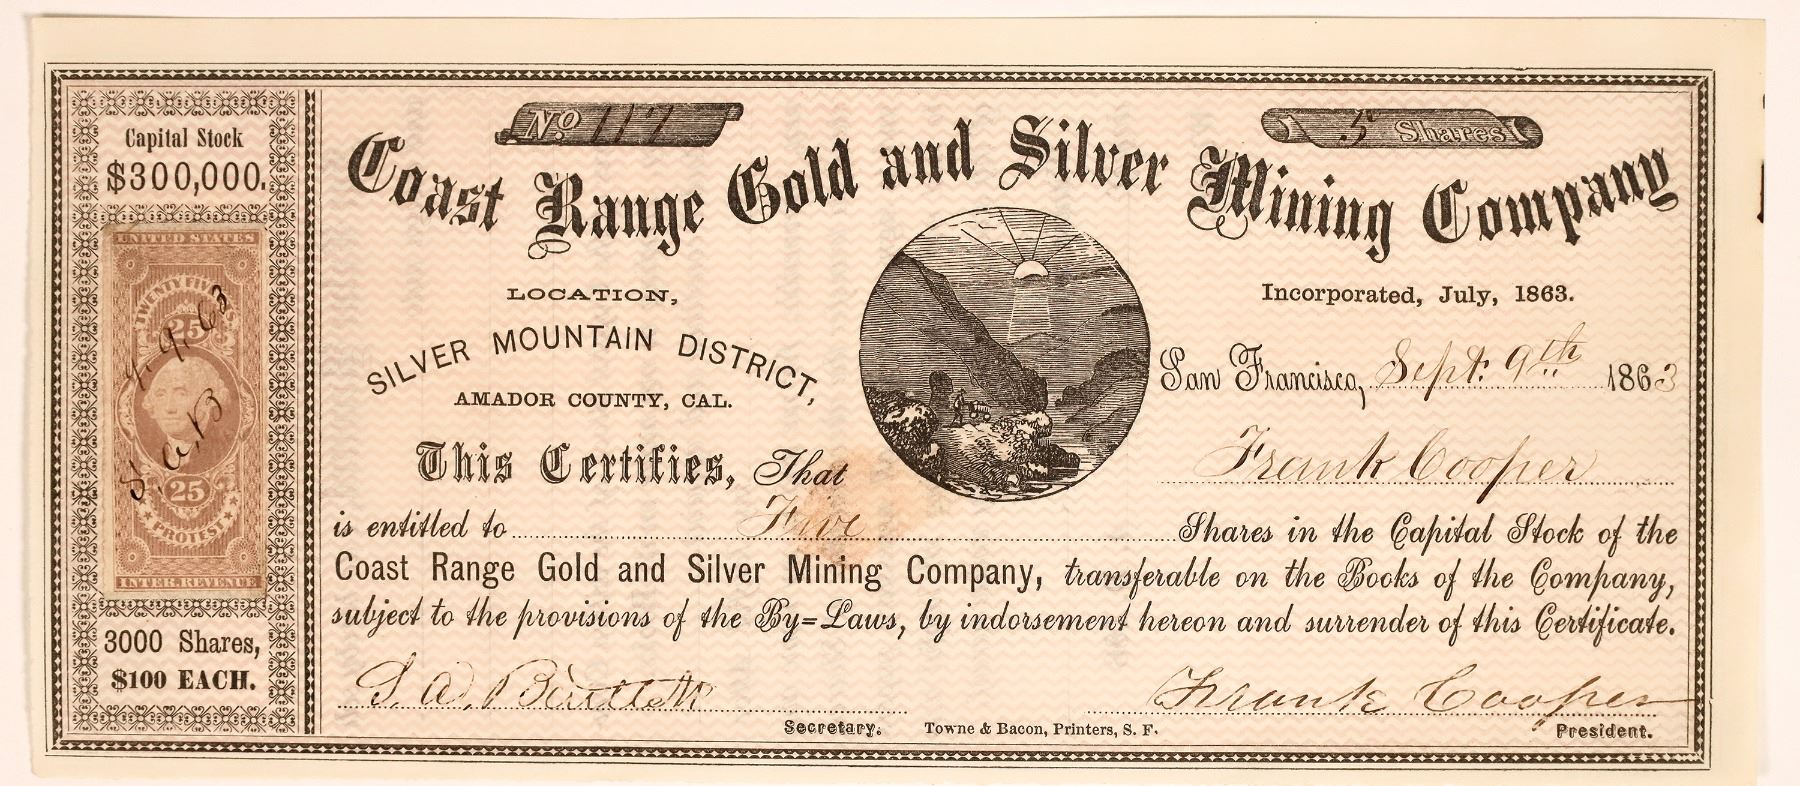 Capital Stock
$300,000.
UNITED STATES
TWENTY FIVE
25
9. 9. 63
S. A. B
25
PROTEST
INTER. REVENUE
3000 Shares,
$100 EACH.
No 117
5 Shares
Coast Range Gold and Silver Mining Company
LOCATION,
SILVER MOUNTAIN DISTRICT,
AMADOR COUNTY, CAL.
Incorporated, July, 1863.
San Francisco, Sept. 9th 1863
This Certifies, That Frank Cooper
is entitled to Five Shares in the Capital Stock of the
Coast Range Gold and Silver Mining Company, transferable on the Books of the Company,
subject to the provisions of the By=Laws, by indorsement hereon and surrender of this Certificate.
S. A. Bartlett Frank Cooper
Secretary. Towne & Bacon, Printers, S. F. President.